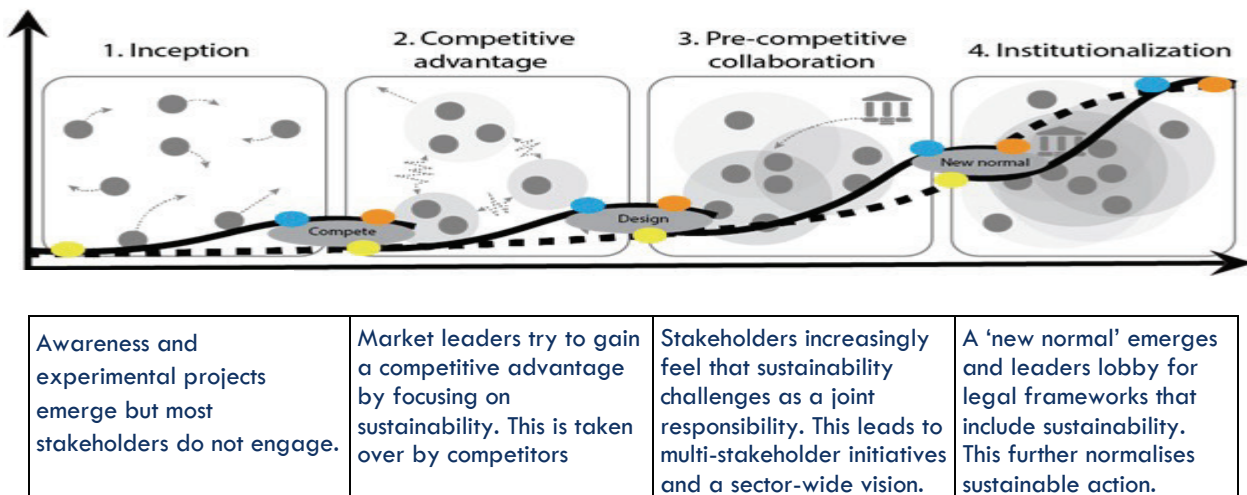 1. Inception
2. Competitive
advantage
3. Pre-competitive
collaboration
4. Institutionalization
Compete
Design
New normal
Awareness and
experimental projects
emerge but most
stakeholders do not engage.
Market leaders try to gain
a competitive advantage
by focusing on
sustainability. This is taken
over by competitors
Stakeholders increasingly
feel that sustainability
challenges as a joint
responsibility. This leads to
multi-stakeholder initiatives
and a sector-wide vision.
A ‘new normal’ emerges
and leaders lobby for
legal frameworks that
include sustainability.
This further normalises
sustainable action.